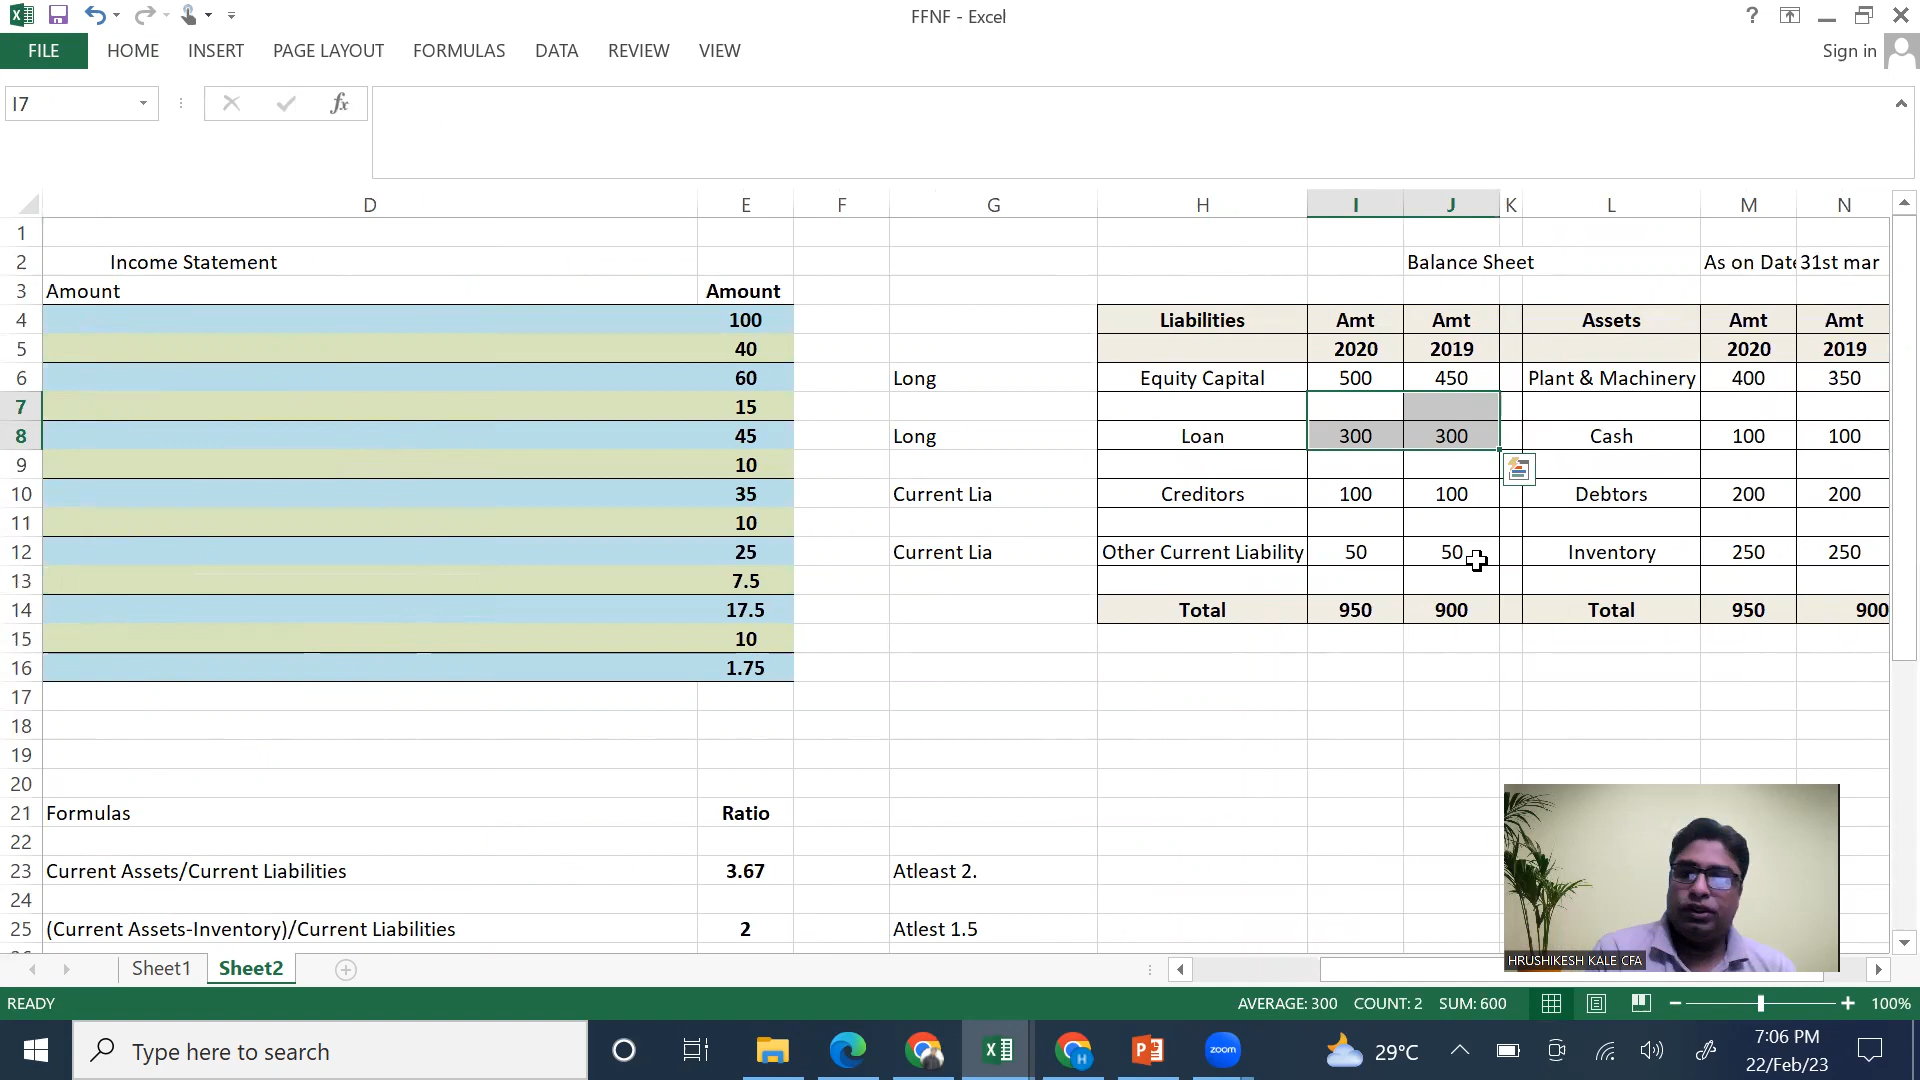 FFNF - Excel
FILE HOME INSERT PAGE LAYOUT FORMULAS DATA REVIEW VIEW Sign in
I7 fx
D E F G H I J K L M N
1
2 Income Statement Balance Sheet As on Date 31st mar
3 Amount Amount
4 100 Liabilities Amt Amt Assets Amt Amt
5 40 2020 2019 2020 2019
6 60 Long Equity Capital 500 450 Plant & Machinery 400 350
7 15
8 45 Long Loan 300 300 Cash 100 100
9 10
10 35 Current Lia Creditors 100 100 Debtors 200 200
11 10
12 25 Current Lia Other Current Liability 50 50 Inventory 250 250
13 7.5
14 17.5 Total 950 900 Total 950 900
15 10
16 1.75
17
18
19
20
21 Formulas Ratio
22
23 Current Assets/Current Liabilities 3.67 Atleast 2.
24
25 (Current Assets-Inventory)/Current Liabilities 2 Atlest 1.5
HRUSHIKESH KALE CFA
Sheet1 Sheet2
READY AVERAGE: 300 COUNT: 2 SUM: 600 100%
Type here to search
zoom
29°C
7:06 PM
22/Feb/23